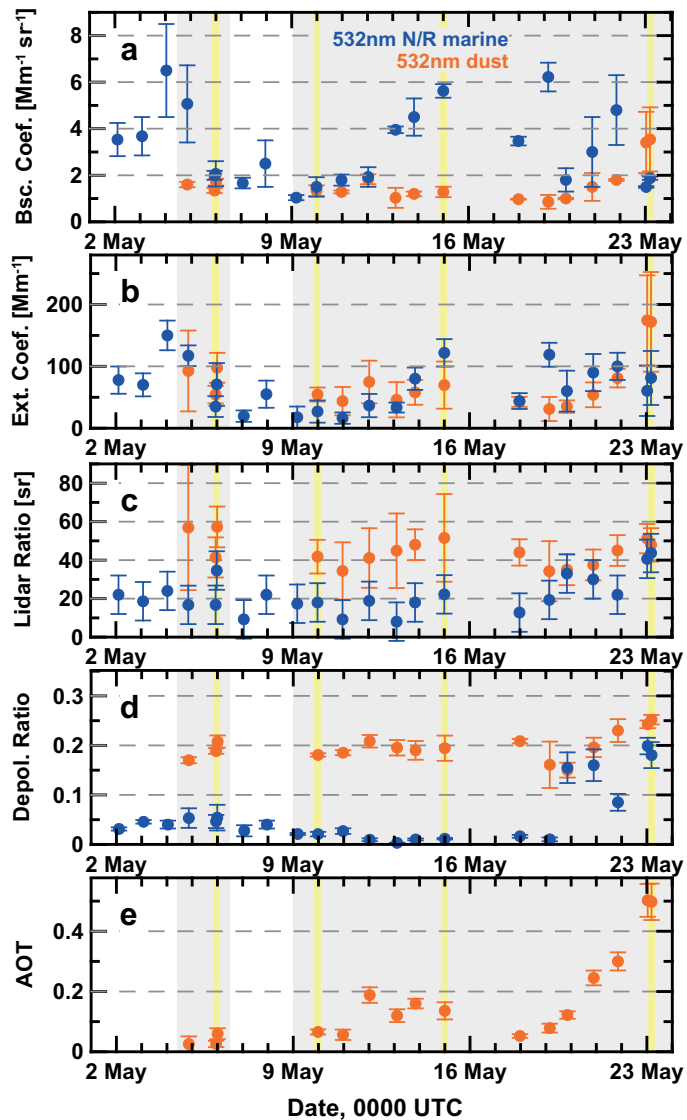 a
532nm N/R marine
532nm dust
Bsc. Coef. [Mm-1 sr-1]
8
6
4
2
0
2 May 9 May 16 May 23 May
b
Ext. Coef. [Mm-1]
200
100
0
2 May 9 May 16 May 23 May
c
Lidar Ratio [sr]
80
60
40
20
0
2 May 9 May 16 May 23 May
d
Depol. Ratio
0.3
0.2
0.1
0
2 May 9 May 16 May 23 May
e
AOT
0.4
0.2
0
2 May 9 May 16 May 23 May
Date, 0000 UTC